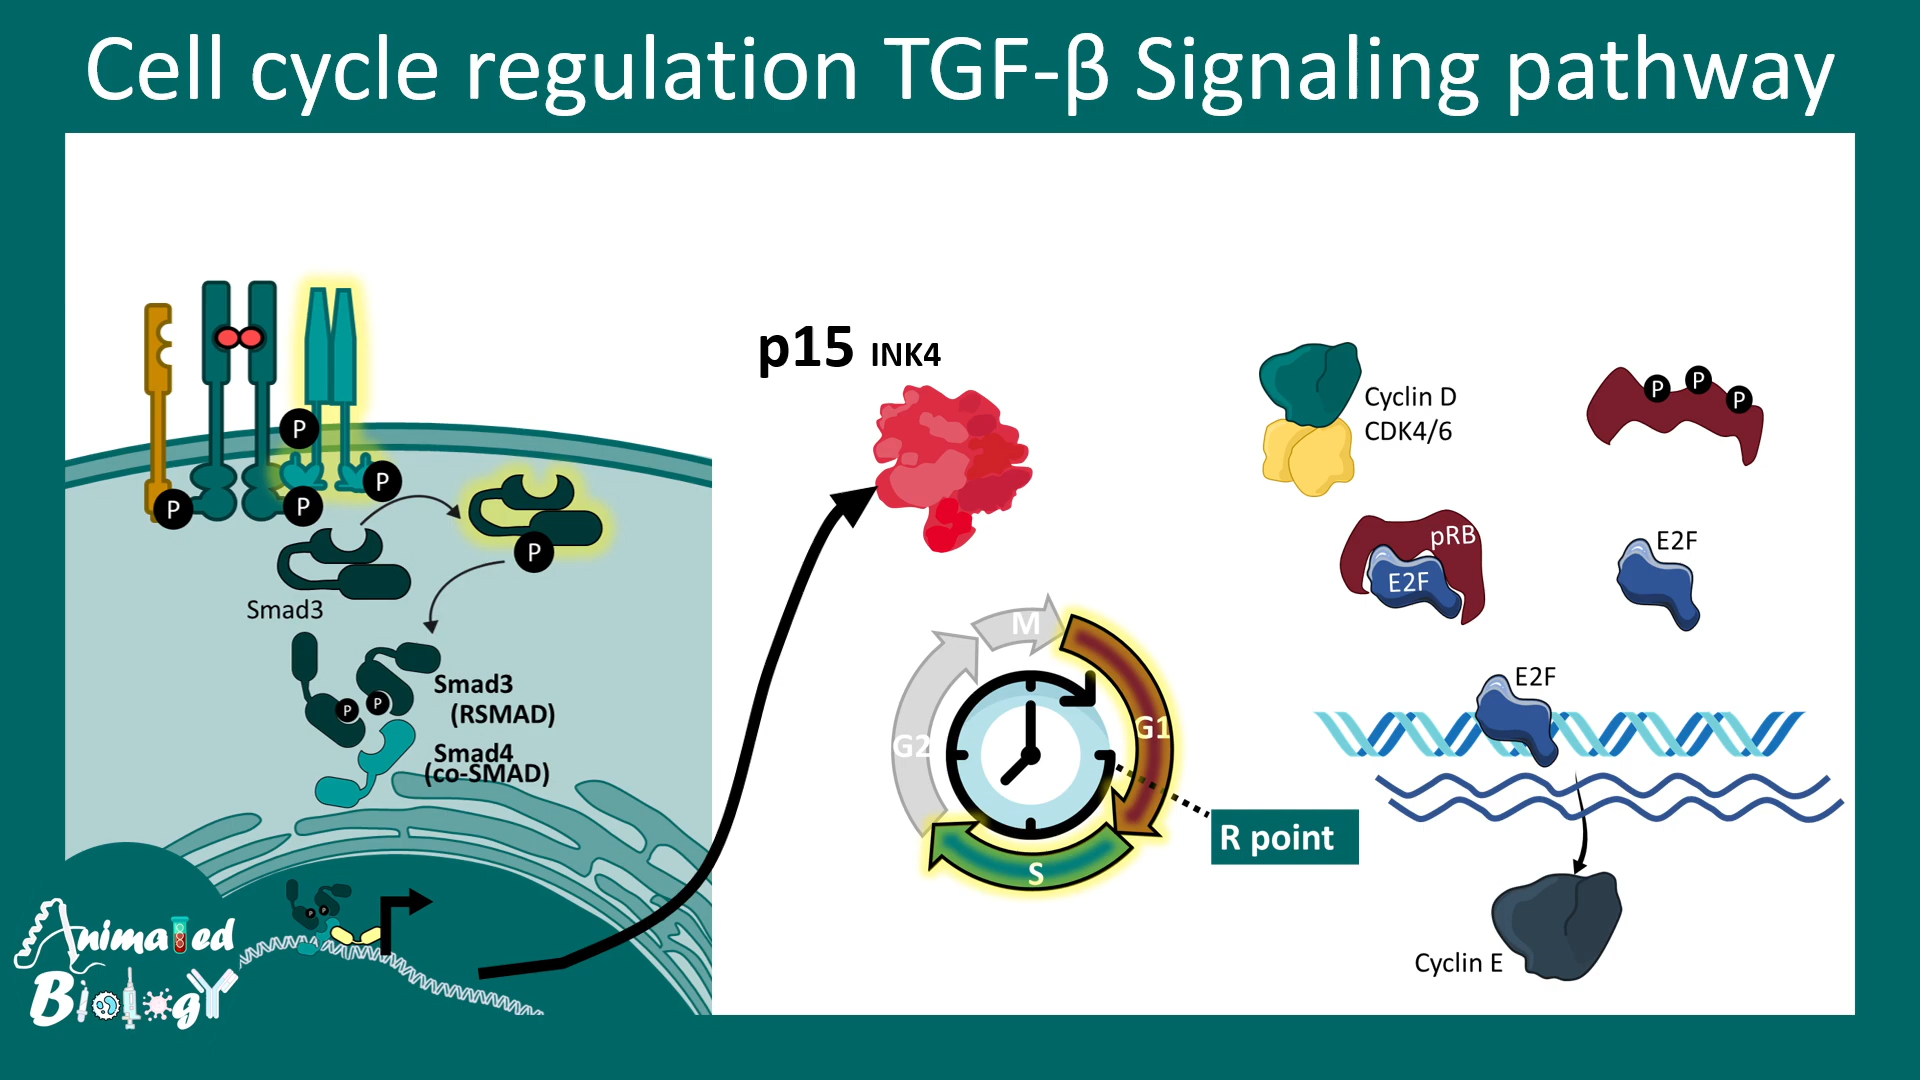 Cell cycle regulation TGF-β Signaling pathway
P
P
P
P
P
Smad3
P
P
Smad3
(RSMAD)
Smad4
(co-SMAD)
Animated
Biology
p15 INK4
M
G1
G2
S
R point
Cyclin D
CDK4/6
P
P
P
pRB
E2F
E2F
E2F
Cyclin E